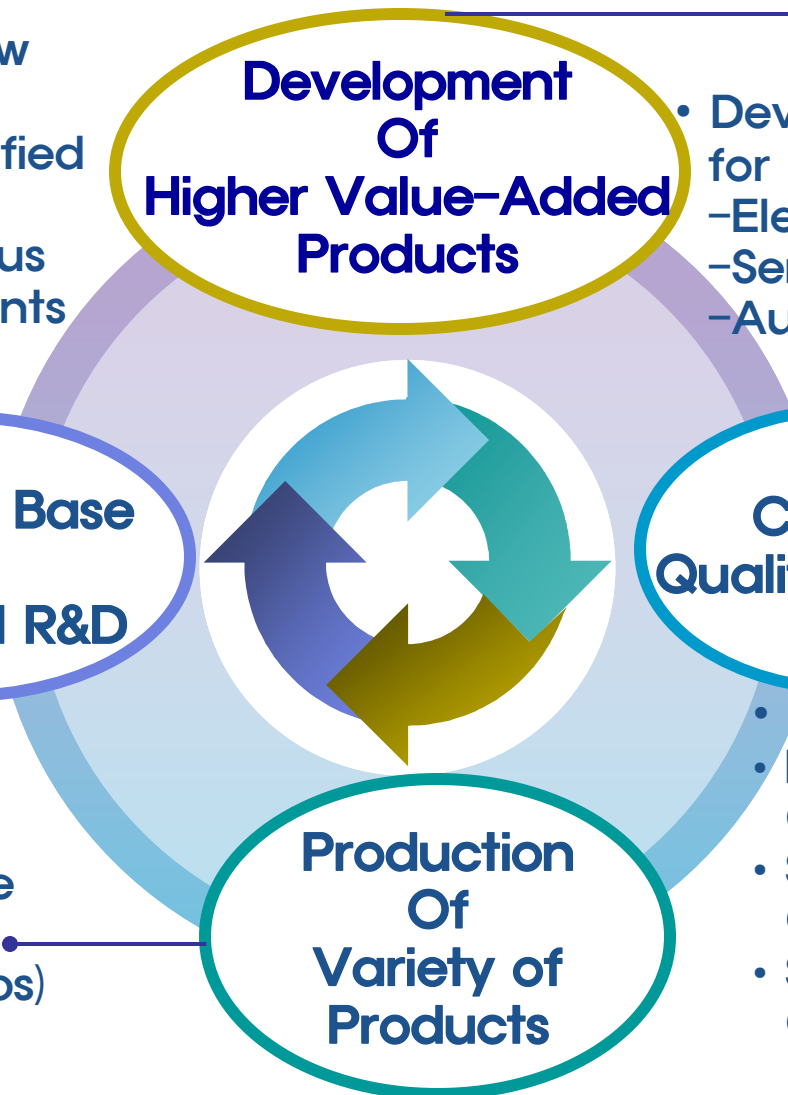 Development
Of
Higher Value-Added
Products
• Dev
for
-Ele
-Ser
-Au
w
fied
us
nts
Base
R&D
C
Quali
Production
Of
Variety of
Products
e
os)
•
•
• S
• S